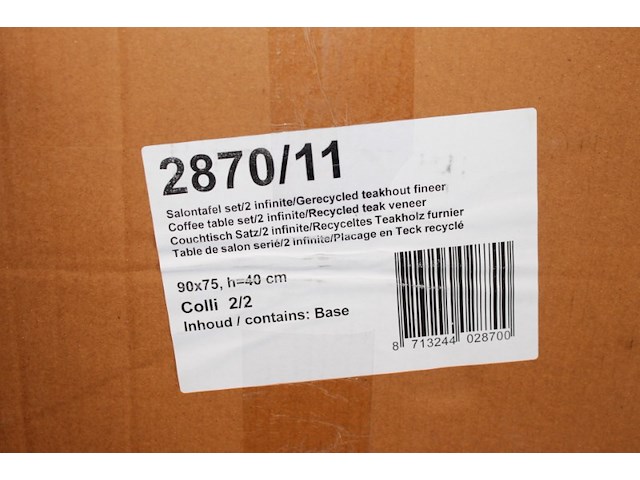 2870/11
Salontafel set/2 infinite/Gerecycled teakhout fineer
Coffee table set/2 infinite/Recycled teak veneer
Couchtisch Satz/2 infinite/Recyceltes Teakholz furnier
Table de salon serié/2 infinite/Placage en Teck recyclé
90x75, h=40 cm
Colli 2/2
Inhoud / contains: Base
8 713244 028700